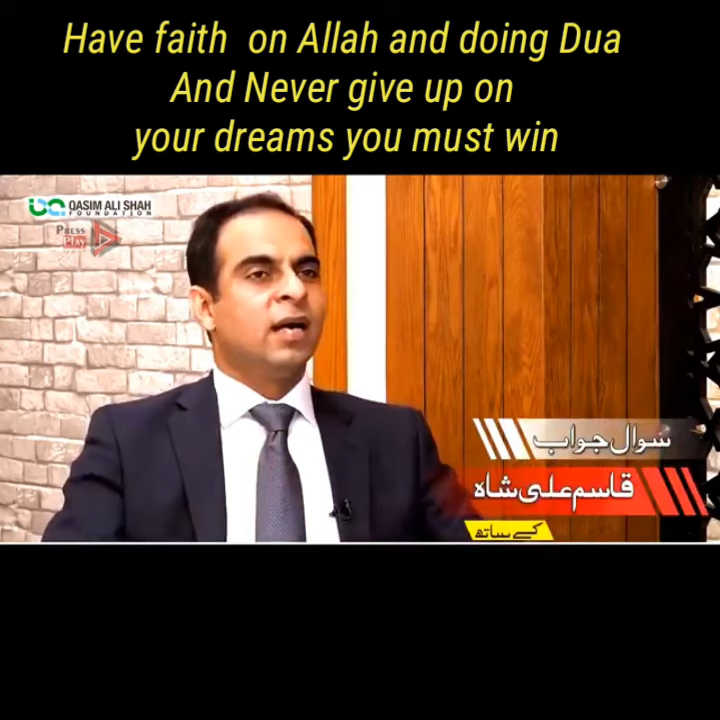 Have faith on Allah and doing Dua
And Never give up on
your dreams you must win
QASIM ALI SHAH
FOUNDATION
PRESS
Play
سوال جواب
قاسم علی شاہ
کے ساتھ